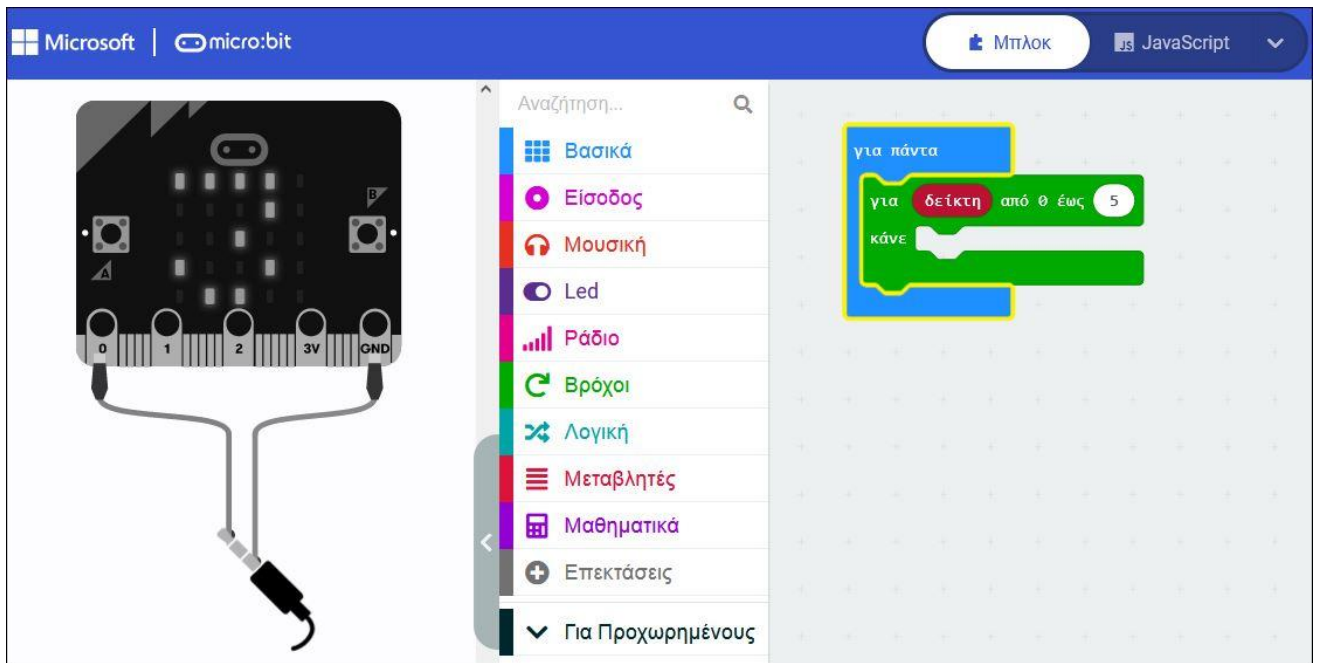 Microsoft micro:bit Μπλοκ JS JavaScript
B
A
0 1 2 3V GND
Αναζήτηση...
Βασικά
Είσοδος
Μουσική
Led
Ράδιο
Βρόχοι
Λογική
Μεταβλητές
Μαθηματικά
Επεκτάσεις
Για Προχωρημένους
για πάντα
για δείκτη από 0 έως 5
κάνε